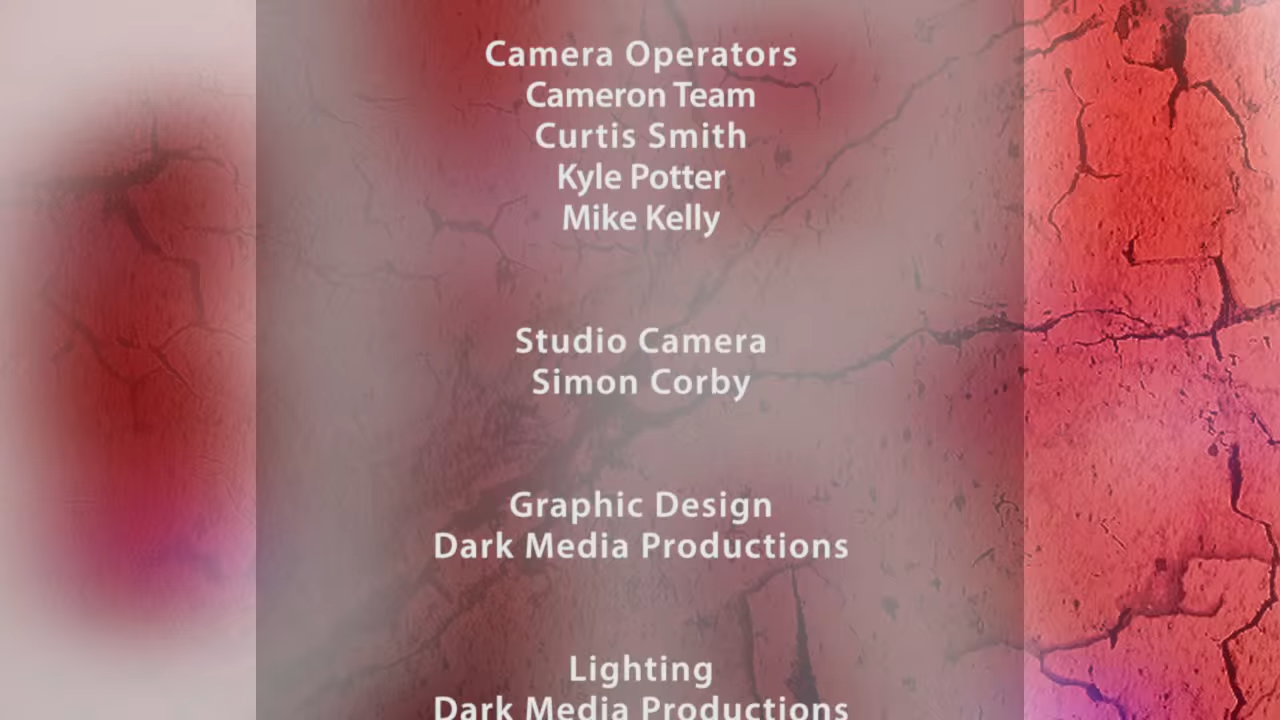 Camera Operators
Cameron Team
Curtis Smith
Kyle Potter
Mike Kelly
Studio Camera
Simon Corby
Graphic Design
Dark Media Productions
Lighting
Dark Media Productions